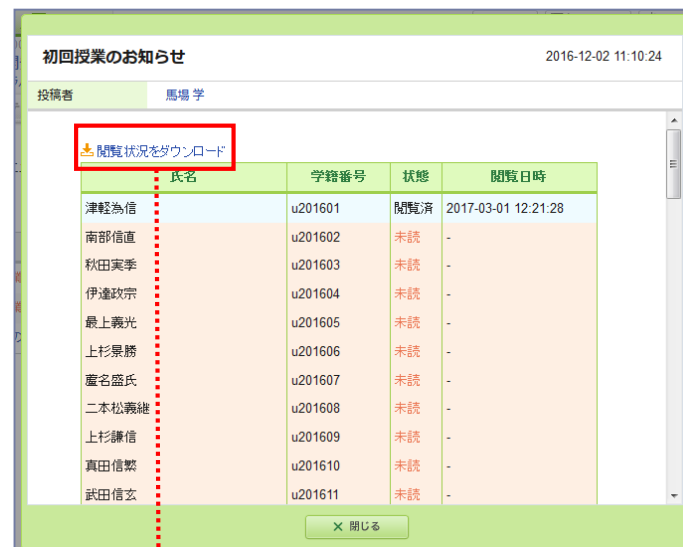 初回授業のお知らせ 2016-12-02 11:10:24
投稿者 馬場 学
閲覧状況をダウンロード
氏名 学籍番号 状態 閲覧日時
津軽為信 u201601 閲覧済 2017-03-01 12:21:28
南部信直 u201602 未読 -
秋田実季 u201603 未読 -
伊達政宗 u201604 未読 -
最上義光 u201605 未読 -
上杉景勝 u201606 未読 -
蘆名盛氏 u201607 未読 -
二本松義継 u201608 未読 -
上杉謙信 u201609 未読 -
真田信繁 u201610 未読 -
武田信玄 u201611 未読 -
× 閉じる